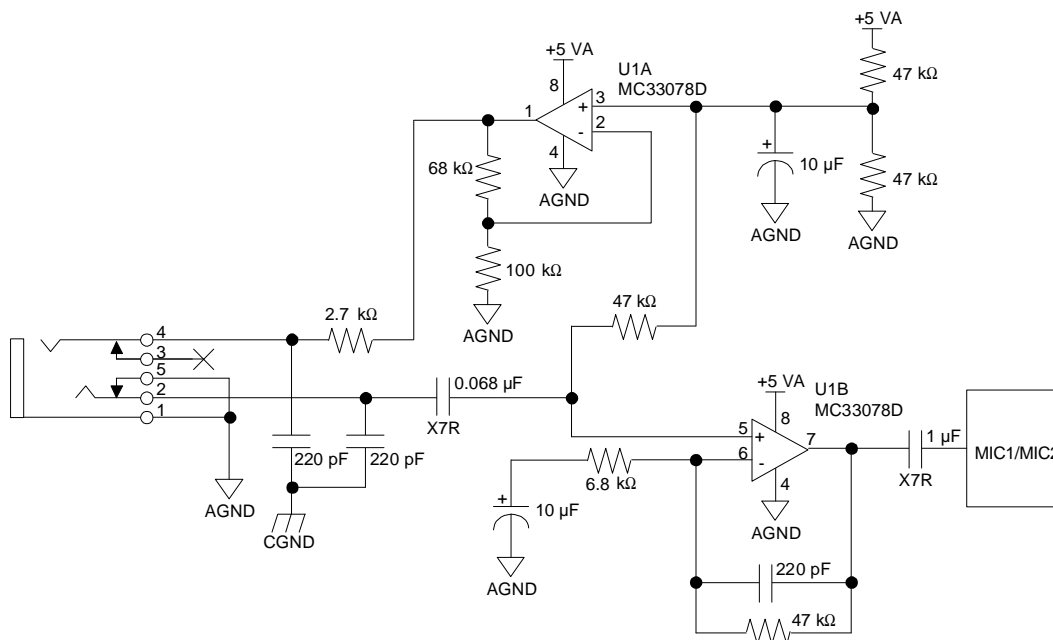 +5 VA
47 kΩ
+5 VA
U1A
MC33078D
8
1
3
+
2
-
4
68 kΩ
10 µF
+
47 kΩ
AGND
AGND
AGND
100 kΩ
AGND
47 kΩ
2.7 kΩ
4
3
5
2
1
0.068 µF
X7R
+5 VA
U1B
MC33078D
8
5
+
7
6
-
4
1 µF
X7R
MIC1/MIC2
220 pF
220 pF
6.8 kΩ
+
10 µF
AGND
AGND
CGND
AGND
220 pF
47 kΩ